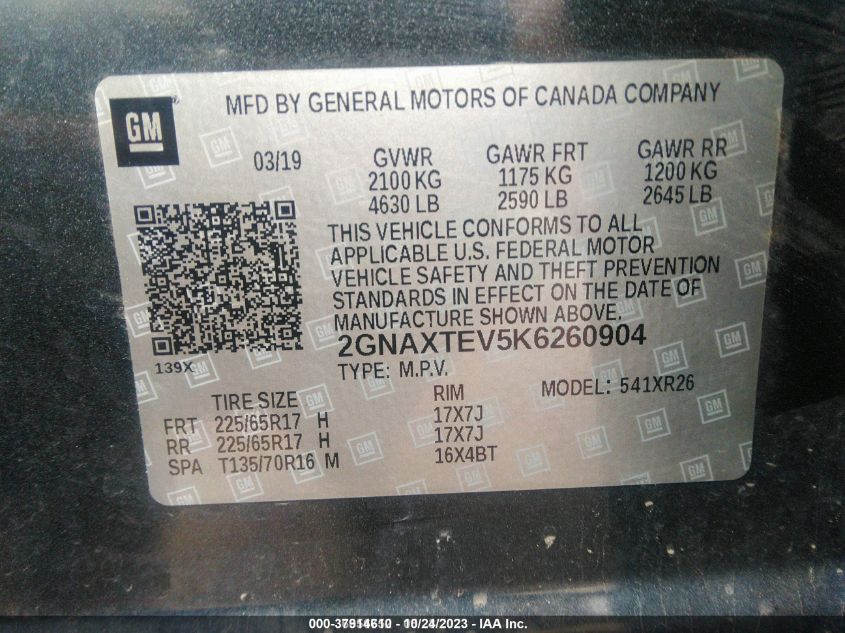 GM
MFD BY GENERAL MOTORS OF CANADA COMPANY
03/19 GVWR GAWR FRT GAWR RR
2100 KG 1175 KG 1200 KG
4630 LB 2590 LB 2645 LB
THIS VEHICLE CONFORMS TO ALL
APPLICABLE U.S. FEDERAL MOTOR
VEHICLE SAFETY AND THEFT PREVENTION
STANDARDS IN EFFECT ON THE DATE OF
MANUFACTURE SHOWN ABOVE.
139X 2GNAXTEV5K6260904
TYPE: M.P.V. MODEL: 541XR26
TIRE SIZE RIM
FRT 225/65R17 H 17X7J
RR 225/65R17 H 17X7J
SPA T135/70R16 M 16X4BT
000-37914610 - 10/24/2023 - IAA Inc.